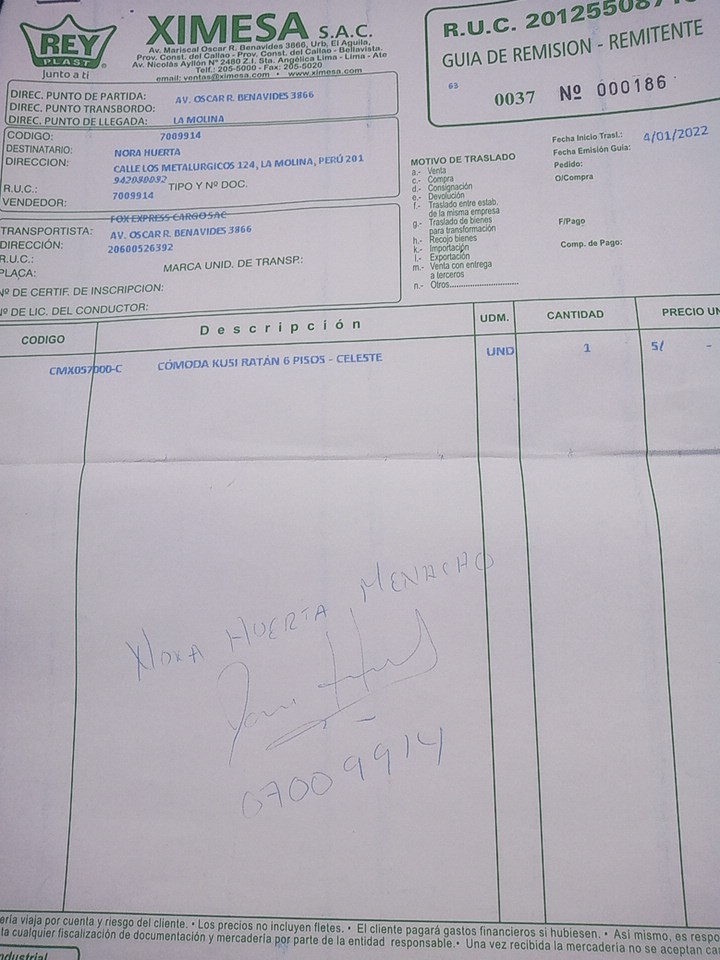 REY
PLAST
®
Junto a ti
XIMESA S.A.C.
Av. Mariscal Oscar R. Benavides 3866, Urb. El Águila,
Prov. Const. del Callao - Prov. Const. del Callao - Bellavista.
Av. Nicolás Ayllón Nº 2480 Z.I. Sta. Angélica Lima - Lima - Ate
Telf.: 205-5000 - Fax: 205-5020
email: ventas@ximesa.com • www.ximesa.com
R.U.C. 201255087
GUIA DE REMISION - REMITENTE
63
0037 Nº 000186
DIREC. PUNTO DE PARTIDA: AV. OSCAR R. BENAVIDES 3866
DIREC. PUNTO TRANSBORDO:
DIREC. PUNTO DE LLEGADA: LA MOLINA
CODIGO: 7009914
DESTINATARIO: NORA HUERTA
DIRECCION: CALLE LOS METALURGICOS 124, LA MOLINA, PERÚ 201
R.U.C.: TIPO Y Nº DOC.
VENDEDOR: 7009914
FOX EXPRESS CARGO SAC
TRANSPORTISTA: AV. OSCAR R. BENAVIDES 3866
DIRECCIÓN: 20600526392
R.U.C.: MARCA UNID. DE TRANSP.:
PLACA:
Nº DE CERTIF. DE INSCRIPCION:
Nº DE LIC. DEL CONDUCTOR:
MOTIVO DE TRASLADO
a.- Venta
b.- Compra
d.- Consignación
e.- Devolución
f.- Traslado entre estab.
de la misma empresa
g.- Traslado de bienes
para transformación
h.- Recojo bienes
k.- Importación
l.- Exportación
m.- Venta con entrega
a terceros
n.- Otros
Fecha Inicio Trasl.: 4/01/2022
Fecha Emisión Guia:
Pedido:
O/Compra
F/Pago
Comp. de Pago:
CODIGO Descripción UDM. CANTIDAD PRECIO UN
CMX057000-C CÓMODA KUSI RATÁN 6 PISOS - CELESTE UND 1 S/ -
NORA HUERTA MENACHO
07009914
ería viaja por cuenta y riesgo del cliente. • Los precios no incluyen fletes. • El cliente pagará gastos financieros si hubiesen. • Así mismo, es respo
ta cualquier fiscalización de documentación y mercadería por parte de la entidad responsable. • Una vez recibida la mercadería no se aceptan ca
ndustrial